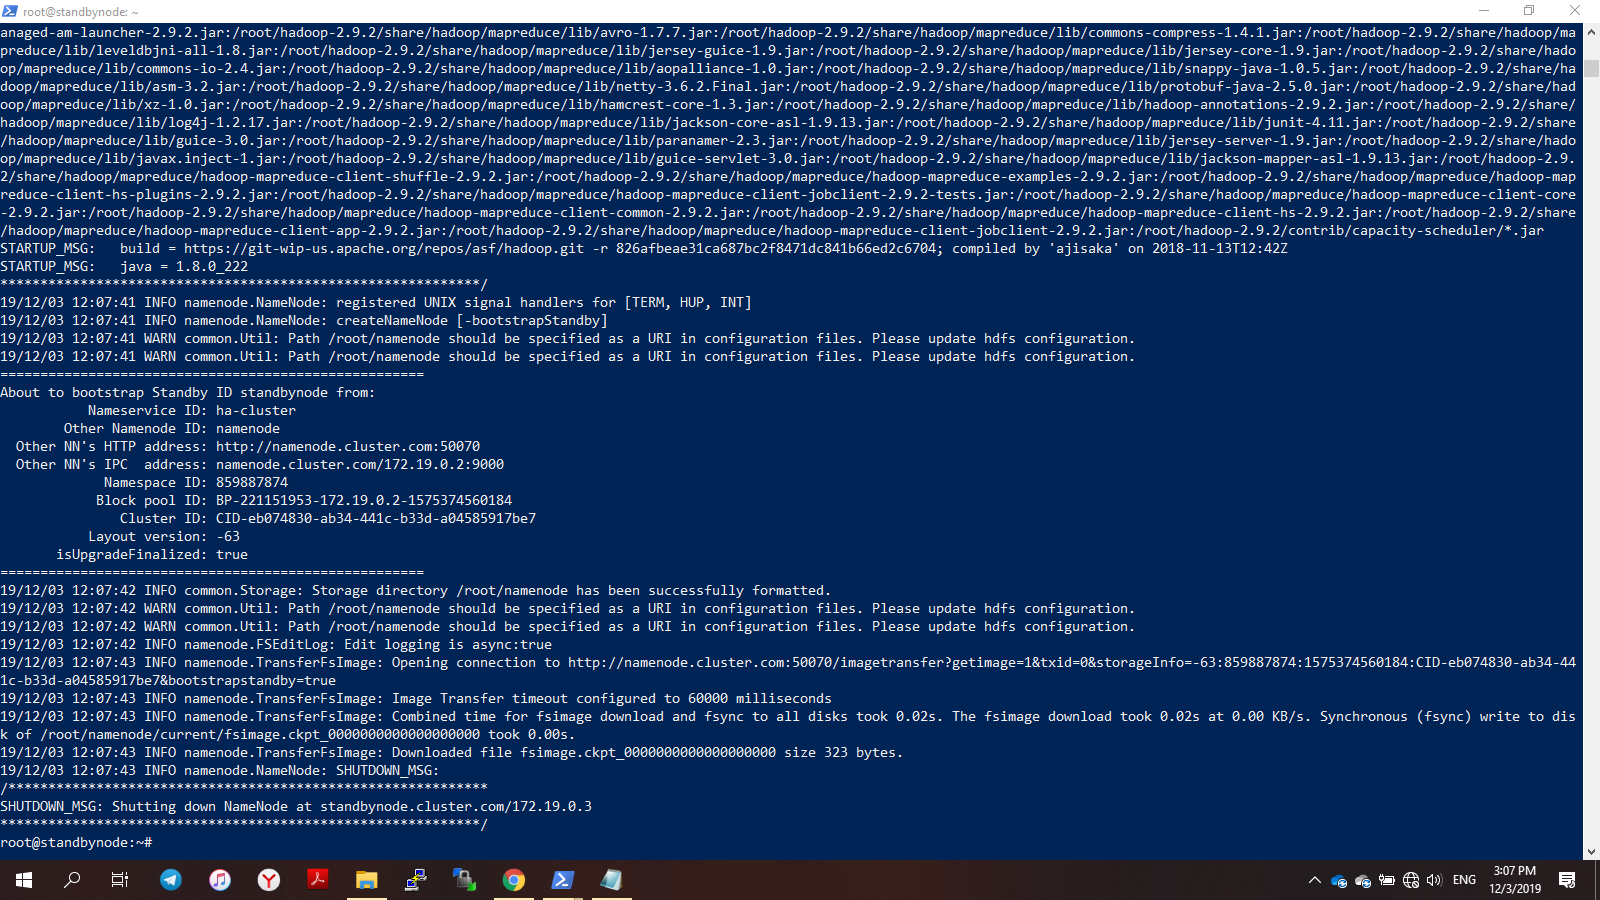 root@standbynode: ~
anaged-am-launcher-2.9.2.jar:/root/hadoop-2.9.2/share/hadoop/mapreduce/lib/avro-1.7.7.jar:/root/hadoop-2.9.2/share/hadoop/mapreduce/lib/commons-compress-1.4.1.jar:/root/hadoop-2.9.2/share/hadoop/ma
preduce/lib/leveldbjni-all-1.8.jar:/root/hadoop-2.9.2/share/hadoop/mapreduce/lib/jersey-guice-1.9.jar:/root/hadoop-2.9.2/share/hadoop/mapreduce/lib/jersey-core-1.9.jar:/root/hadoop-2.9.2/share/hado
op/mapreduce/lib/commons-io-2.4.jar:/root/hadoop-2.9.2/share/hadoop/mapreduce/lib/aopalliance-1.0.jar:/root/hadoop-2.9.2/share/hadoop/mapreduce/lib/snappy-java-1.0.5.jar:/root/hadoop-2.9.2/share/ha
doop/mapreduce/lib/asm-3.2.jar:/root/hadoop-2.9.2/share/hadoop/mapreduce/lib/netty-3.6.2.Final.jar:/root/hadoop-2.9.2/share/hadoop/mapreduce/lib/protobuf-java-2.5.0.jar:/root/hadoop-2.9.2/share/had
oop/mapreduce/lib/xz-1.0.jar:/root/hadoop-2.9.2/share/hadoop/mapreduce/lib/hamcrest-core-1.3.jar:/root/hadoop-2.9.2/share/hadoop/mapreduce/lib/hadoop-annotations-2.9.2.jar:/root/hadoop-2.9.2/share/
hadoop/mapreduce/lib/log4j-1.2.17.jar:/root/hadoop-2.9.2/share/hadoop/mapreduce/lib/jackson-core-asl-1.9.13.jar:/root/hadoop-2.9.2/share/hadoop/mapreduce/lib/junit-4.11.jar:/root/hadoop-2.9.2/share
/hadoop/mapreduce/lib/guice-3.0.jar:/root/hadoop-2.9.2/share/hadoop/mapreduce/lib/paranamer-2.3.jar:/root/hadoop-2.9.2/share/hadoop/mapreduce/lib/jersey-server-1.9.jar:/root/hadoop-2.9.2/share/hado
op/mapreduce/lib/javax.inject-1.jar:/root/hadoop-2.9.2/share/hadoop/mapreduce/lib/guice-servlet-3.0.jar:/root/hadoop-2.9.2/share/hadoop/mapreduce/lib/jackson-mapper-asl-1.9.13.jar:/root/hadoop-2.9.
2/share/hadoop/mapreduce/hadoop-mapreduce-client-shuffle-2.9.2.jar:/root/hadoop-2.9.2/share/hadoop/mapreduce/hadoop-mapreduce-examples-2.9.2.jar:/root/hadoop-2.9.2/share/hadoop/mapreduce/hadoop-map
reduce-client-hs-plugins-2.9.2.jar:/root/hadoop-2.9.2/share/hadoop/mapreduce/hadoop-mapreduce-client-jobclient-2.9.2-tests.jar:/root/hadoop-2.9.2/share/hadoop/mapreduce/hadoop-mapreduce-client-core
-2.9.2.jar:/root/hadoop-2.9.2/share/hadoop/mapreduce/hadoop-mapreduce-client-common-2.9.2.jar:/root/hadoop-2.9.2/share/hadoop/mapreduce/hadoop-mapreduce-client-hs-2.9.2.jar:/root/hadoop-2.9.2/share
/hadoop/mapreduce/hadoop-mapreduce-client-app-2.9.2.jar:/root/hadoop-2.9.2/share/hadoop/mapreduce/hadoop-mapreduce-client-jobclient-2.9.2.jar:/root/hadoop-2.9.2/contrib/capacity-scheduler/*.jar
STARTUP_MSG:   build = https://git-wip-us.apache.org/repos/asf/hadoop.git -r 826afbeae31ca687bc2f8471dc841b66ed2c6704; compiled by 'ajisaka' on 2018-11-13T12:42Z
STARTUP_MSG:   java = 1.8.0_222
************************************************************/
19/12/03 12:07:41 INFO namenode.NameNode: registered UNIX signal handlers for [TERM, HUP, INT]
19/12/03 12:07:41 INFO namenode.NameNode: createNameNode [-bootstrapStandby]
19/12/03 12:07:41 WARN common.Util: Path /root/namenode should be specified as a URI in configuration files. Please update hdfs configuration.
19/12/03 12:07:41 WARN common.Util: Path /root/namenode should be specified as a URI in configuration files. Please update hdfs configuration.
=====================================================
About to bootstrap Standby ID standbynode from:
           Nameservice ID: ha-cluster
        Other Namenode ID: namenode
  Other NN's HTTP address: http://namenode.cluster.com:50070
  Other NN's IPC  address: namenode.cluster.com/172.19.0.2:9000
             Namespace ID: 859887874
            Block pool ID: BP-221151953-172.19.0.2-1575374560184
               Cluster ID: CID-eb074830-ab34-441c-b33d-a04585917be7
           Layout version: -63
       isUpgradeFinalized: true
=====================================================
19/12/03 12:07:42 INFO common.Storage: Storage directory /root/namenode has been successfully formatted.
19/12/03 12:07:42 WARN common.Util: Path /root/namenode should be specified as a URI in configuration files. Please update hdfs configuration.
19/12/03 12:07:42 WARN common.Util: Path /root/namenode should be specified as a URI in configuration files. Please update hdfs configuration.
19/12/03 12:07:42 INFO namenode.FSEditLog: Edit logging is async:true
19/12/03 12:07:43 INFO namenode.TransferFsImage: Opening connection to http://namenode.cluster.com:50070/imagetransfer?getimage=1&txid=0&storageInfo=-63:859887874:1575374560184:CID-eb074830-ab34-44
1c-b33d-a04585917be7&bootstrapstandby=true
19/12/03 12:07:43 INFO namenode.TransferFsImage: Image Transfer timeout configured to 60000 milliseconds
19/12/03 12:07:43 INFO namenode.TransferFsImage: Combined time for fsimage download and fsync to all disks took 0.02s. The fsimage download took 0.02s at 0.00 KB/s. Synchronous (fsync) write to dis
k of /root/namenode/current/fsimage.ckpt_0000000000000000000 took 0.00s.
19/12/03 12:07:43 INFO namenode.TransferFsImage: Downloaded file fsimage.ckpt_0000000000000000000 size 323 bytes.
19/12/03 12:07:43 INFO namenode.NameNode: SHUTDOWN_MSG:
/************************************************************
SHUTDOWN_MSG: Shutting down NameNode at standbynode.cluster.com/172.19.0.3
************************************************************/
root@standbynode:~#
ENG
3:07 PM
12/3/2019